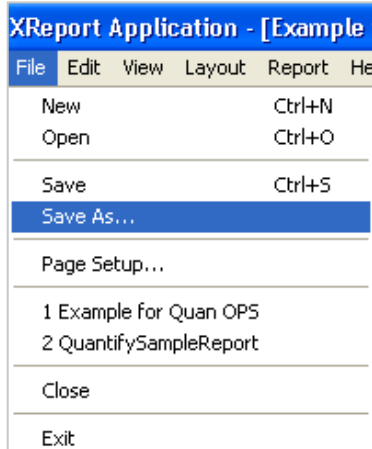 XReport Application - [Example
File Edit View Layout Report He
New Ctrl+N
Open Ctrl+O
Save Ctrl+S
Save As...
Page Setup...
1 Example for Quan OPS
2 QuantifySampleReport
Close
Exit